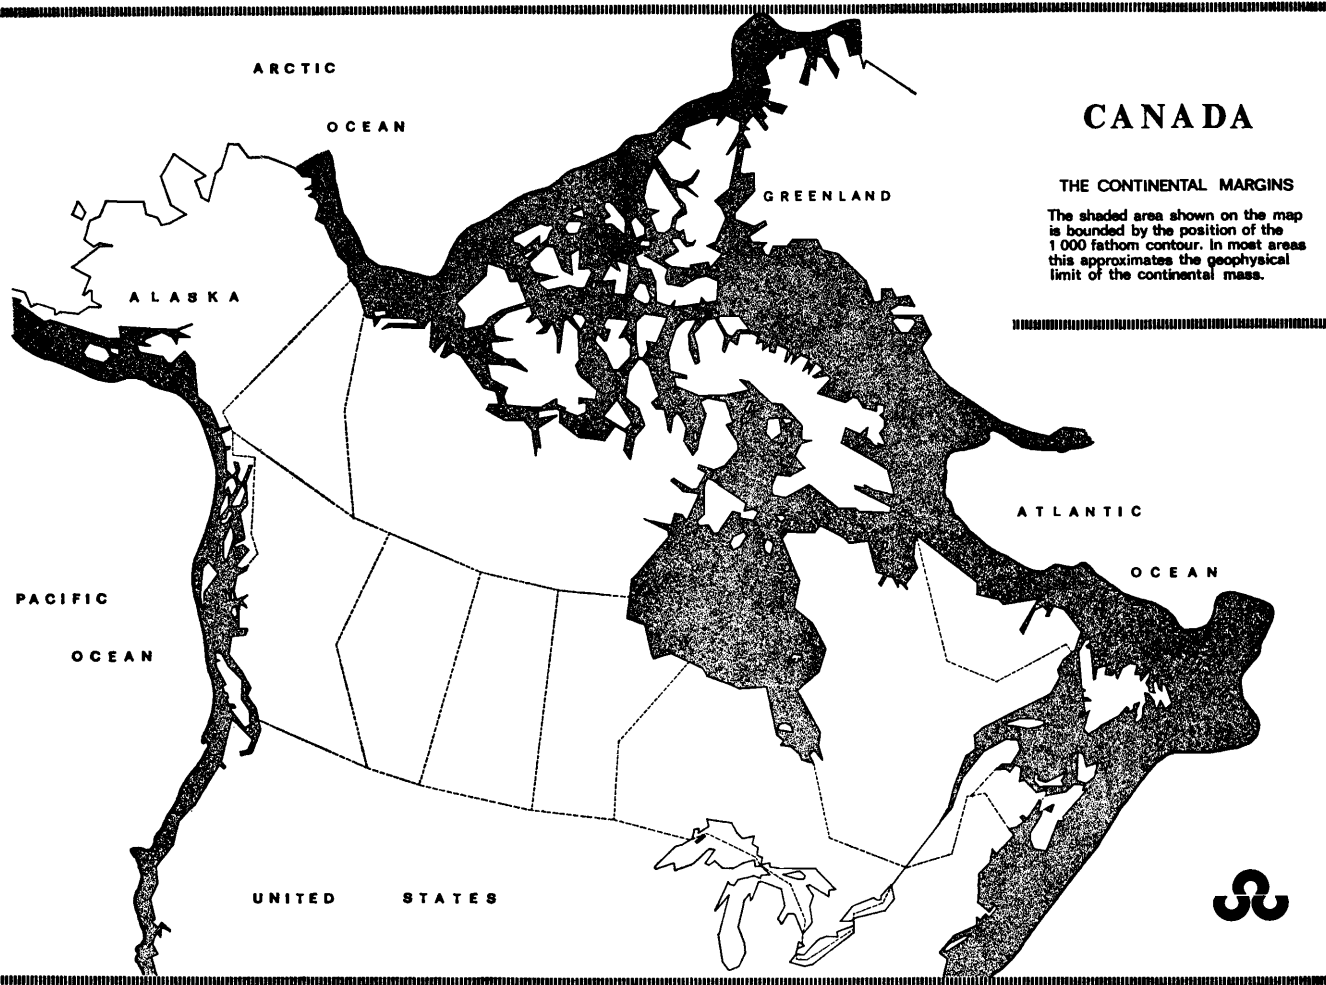 ARCTIC
OCEAN
CANADA
THE CONTINENTAL MARGINS
The shaded area shown on the map
is bounded by the position of the
1 000 fathom contour. In most areas
this approximates the geophysical
limit of the continental mass.
GREENLAND
ALASKA
ATLANTIC
OCEAN
PACIFIC
OCEAN
UNITED STATES